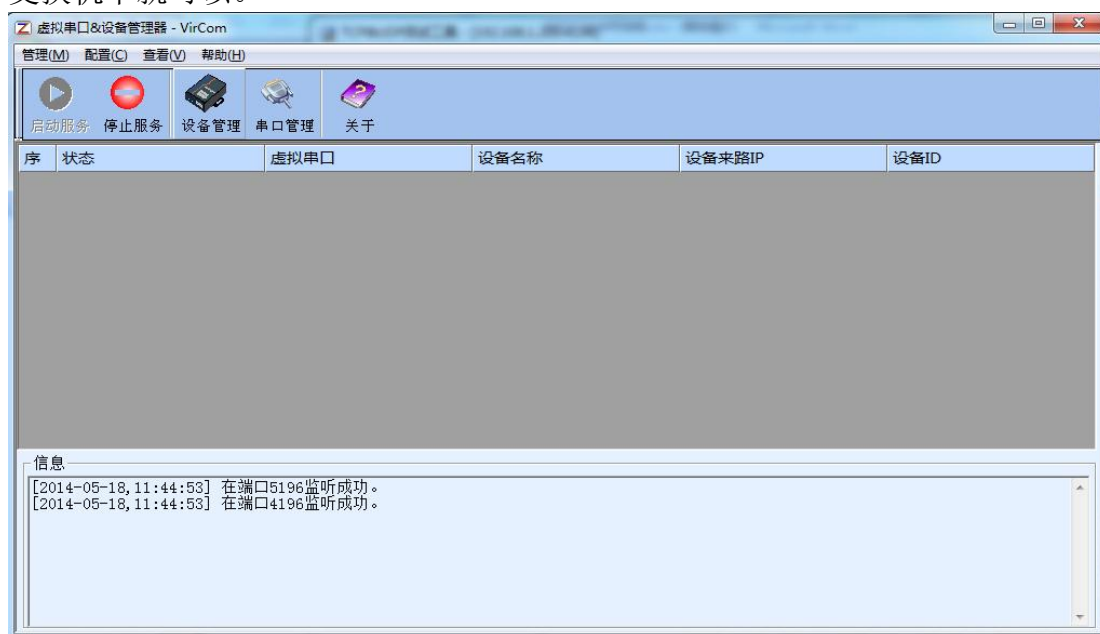 虚拟串口&设备管理器 - VirCom
管理(M) 配置(C) 查看(V) 帮助(H)
启动服务 停止服务 设备管理 串口管理 关于
序 状态 虚拟串口 设备名称 设备来路IP 设备ID
信息
[2014-05-18,11:44:53] 在端口5196监听成功。
[2014-05-18,11:44:53] 在端口4196监听成功。